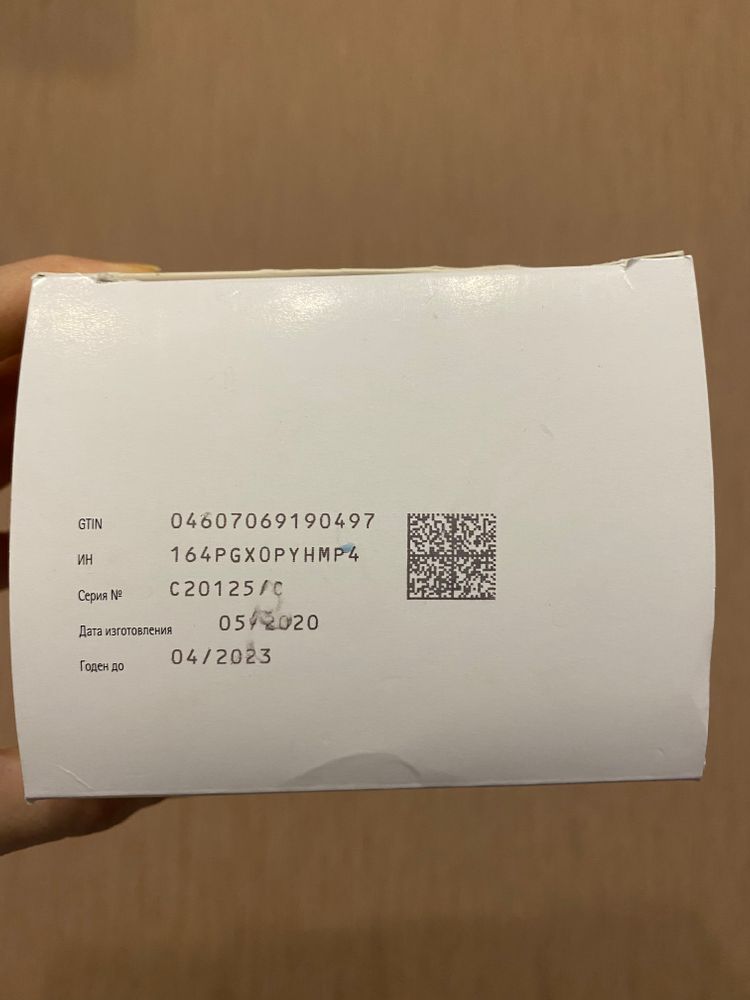 GTIN 04607069190497
ИН 164PGX0PYHMP4
Серия № C20125/C
Дата изготовления 05/2020
Годен до 04/2023